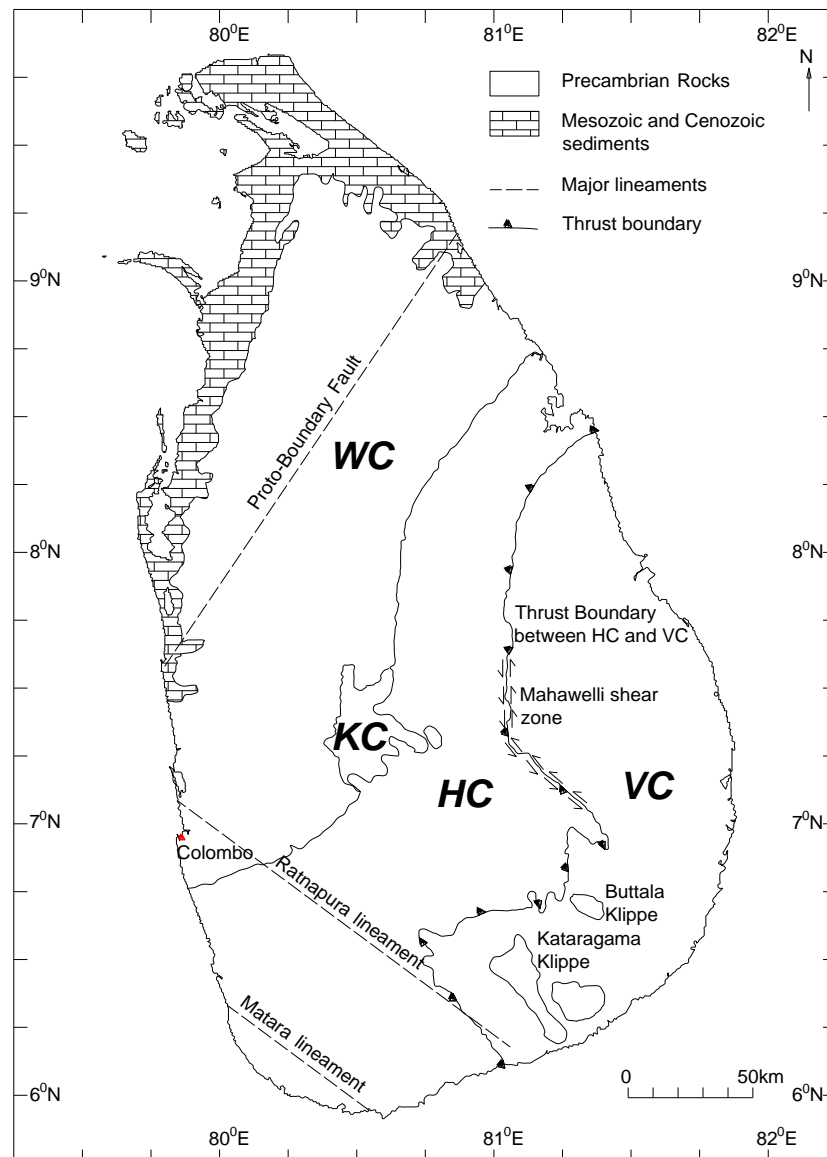 80⁰E
81⁰E
82⁰E
N
Precambrian Rocks
Mesozoic and Cenozoic
sediments
Major lineaments
Thrust boundary
9⁰N
9⁰N
Proto-Boundary Fault
WC
8⁰N
8⁰N
Thrust Boundary
between HC and VC
Mahawelli shear
zone
KC
HC
VC
7⁰N
7⁰N
Colombo
Ratnapura lineament
Buttala
Klippe
Kataragama
Klippe
Matara lineament
0
50km
6⁰N
6⁰N
80⁰E
81⁰E
82⁰E